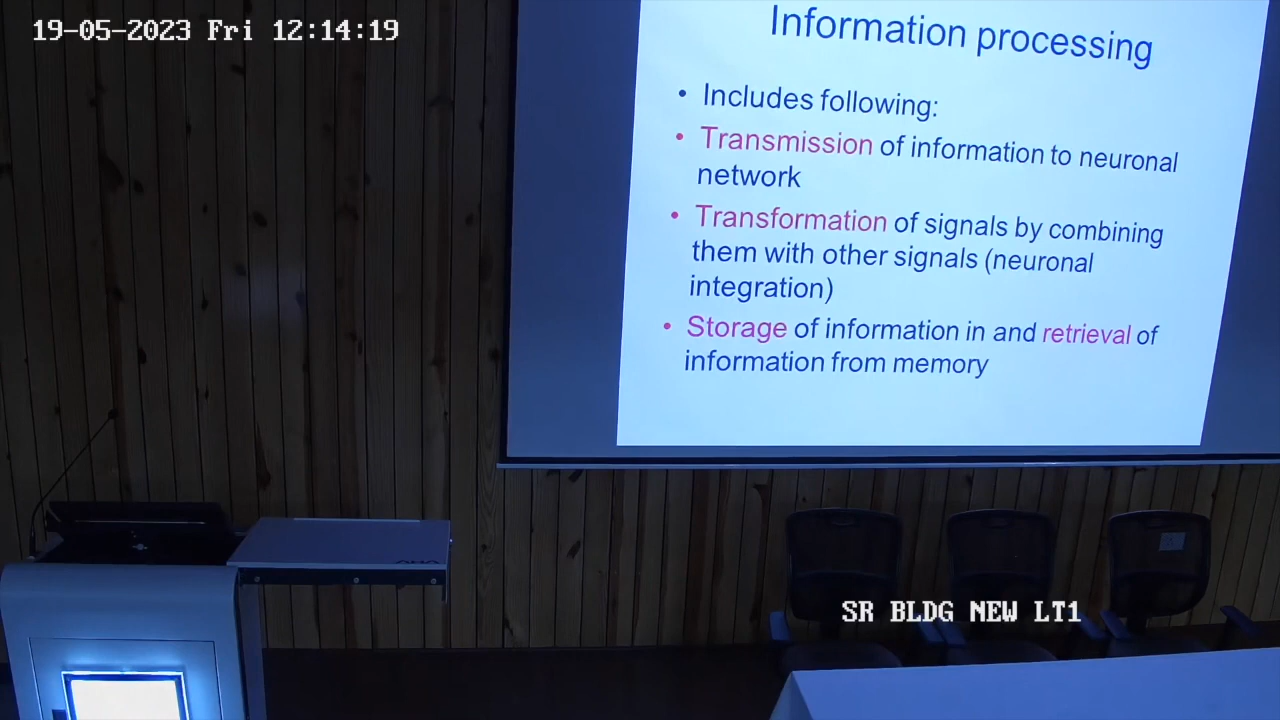 19-05-2023 Fri 12:14:19
Information processing
• Includes following:
• Transmission of information to neuronal
network
• Transformation of signals by combining
them with other signals (neuronal
integration)
• Storage of information in and retrieval of
information from memory
SR BLDG NEW LT1